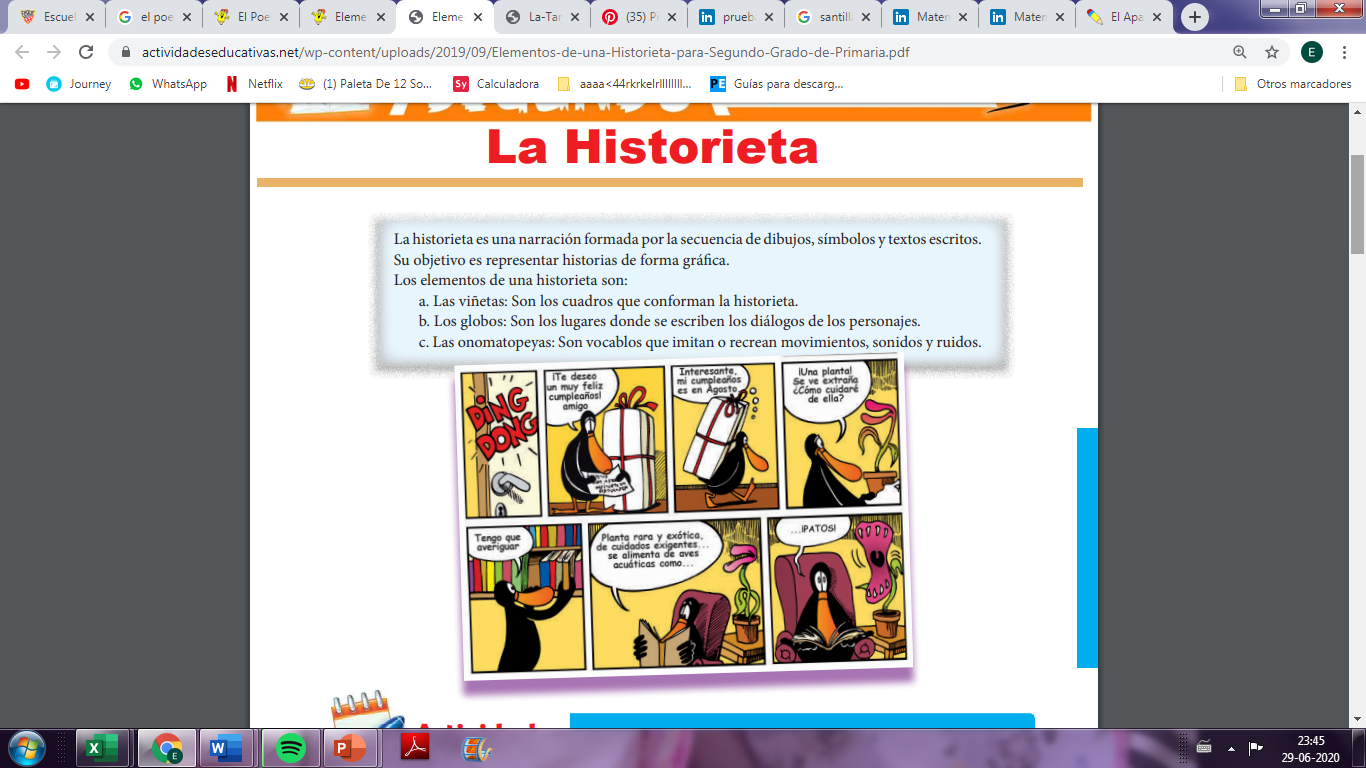 Escuel
el poe
El Poe
Eleme
Eleme
La-Tar
(35) Pi
prueb
santill
Mater
Mater
El Apa
actividadeseducativas.net/wp-content/uploads/2019/09/Elementos-de-una-Historieta-para-Segundo-Grado-de-Primaria.pdf
E
Journey
WhatsApp
Netflix
(1) Paleta De 12 So...
Sy Calculadora
aaaa<44rkrkelrlllllllll...
PE Guías para descarg...
Otros marcadores
La Historieta
La historieta es una narración formada por la secuencia de dibujos, símbolos y textos escritos.
Su objetivo es representar historias de forma gráfica.
Los elementos de una historieta son:
a. Las viñetas: Son los cuadros que conforman la historieta.
b. Los globos: Son los lugares donde se escriben los diálogos de los personajes.
c. Las onomatopeyas: Son vocablos que imitan o recrean movimientos, sonidos y ruidos.
DING
DONG
¡Te deseo
un muy feliz
cumpleaños!
amigo
Interesante,
mi cumpleaños
es en Agosto
¡Una planta!
Se ve extraña
¿Cómo cuidaré
de ella?
Tengo que
averiguar
Planta rara y exótica,
de cuidados exigentes...
se alimenta de aves
acuáticas como...
...¡PATOS!
23:45
29-06-2020